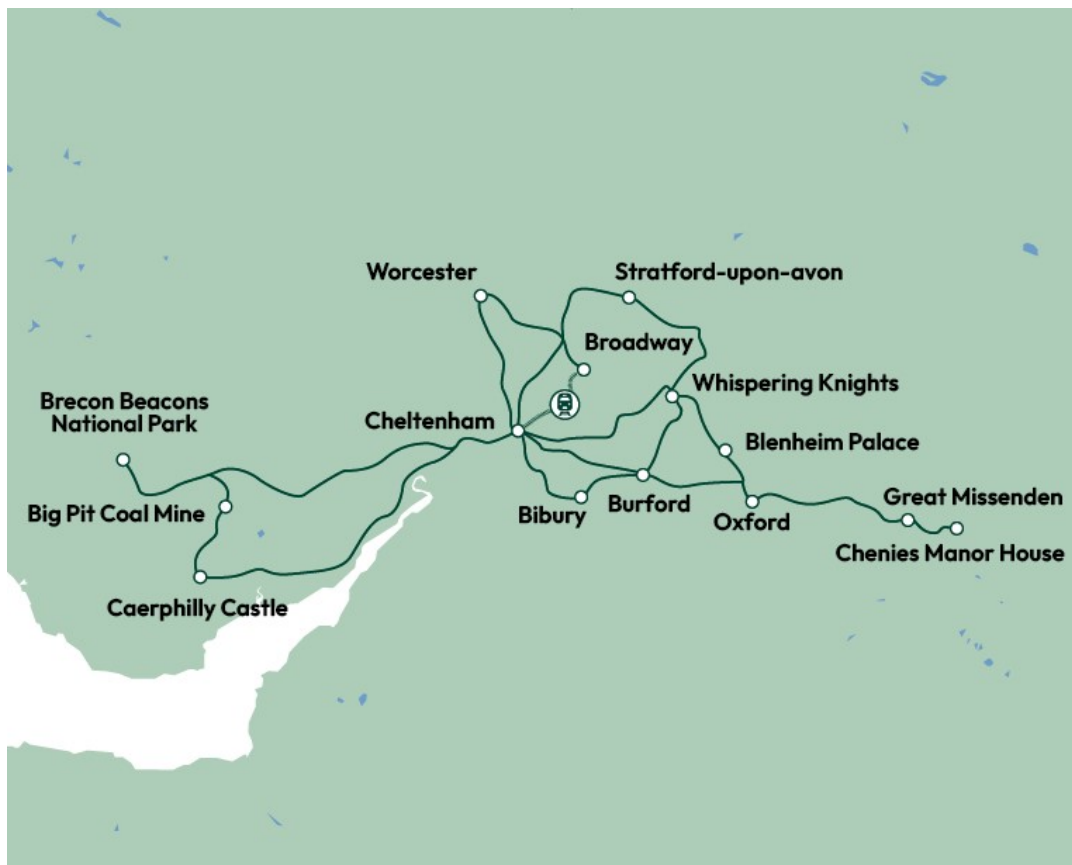 Worcester
Stratford-upon-avon
Broadway
Whispering Knights
Brecon Beacons
National Park
Cheltenham
Blenheim Palace
Big Pit Coal Mine
Bibury
Burford
Oxford
Great Missenden
Chenies Manor House
Caerphilly Castle